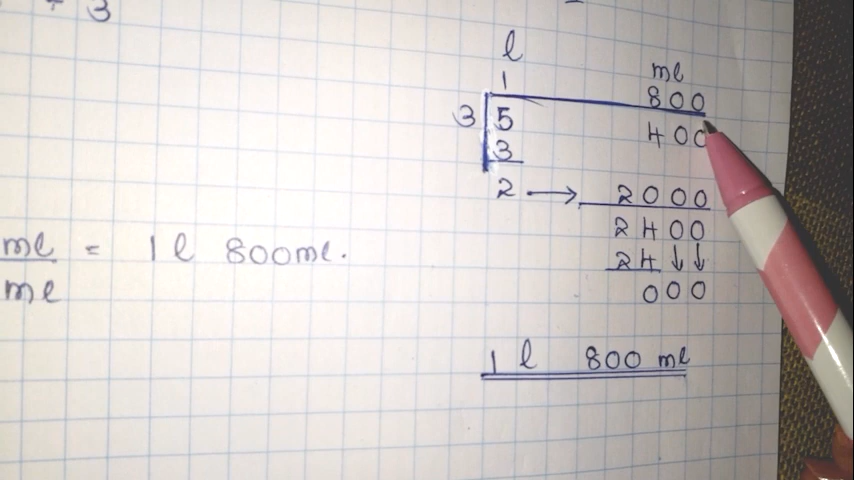 ÷ 3
l ml
1 800
3 5 400
3
2 → 2000
2400
24↓↓
000
ml = 1 l 800ml.
ml
1 l 800 ml